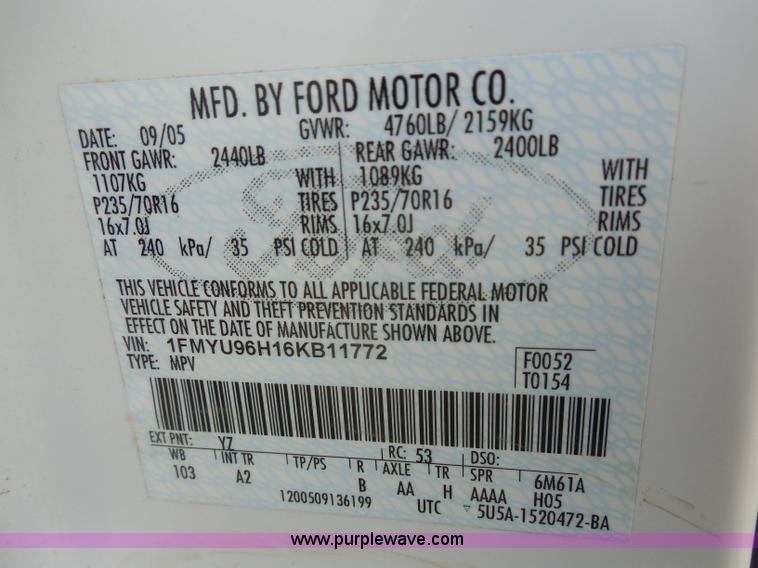 MFD. BY FORD MOTOR CO.
DATE: 09/05 GVWR: 4760LB/ 2159KG
FRONT GAWR: 2440LB REAR GAWR: 2400LB
1107KG WITH 1089KG WITH
P235/70R16 TIRES P235/70R16 TIRES
16x7.0J RIMS 16x7.0J RIMS
AT 240 kPa/ 35 PSI COLD AT 240 kPa/ 35 PSI COLD
Ford
THIS VEHICLE CONFORMS TO ALL APPLICABLE FEDERAL MOTOR
VEHICLE SAFETY AND THEFT PREVENTION STANDARDS IN
EFFECT ON THE DATE OF MANUFACTURE SHOWN ABOVE.
VIN: 1FMYU96H16KB11772 F0052
TYPE: MPV T0154
EXT PNT: YZ RC: 53 DSO:
WB INT TR TP/PS R AXLE TR SPR 6M61A
103 A2 B AA H AAAA H05
1200509136199 UTC 5U5A-1520472-BA
www.purplewave.com